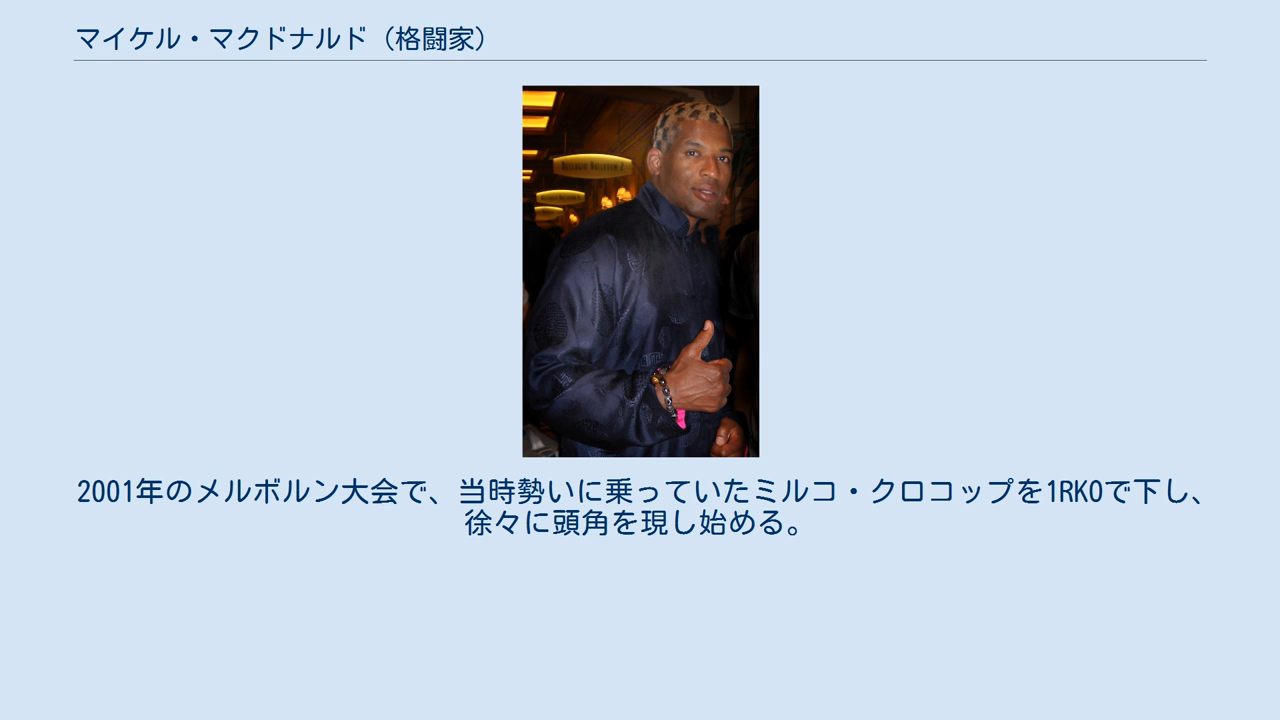 マイケル・マクドナルド（格闘家）
2001年のメルボルン大会で、当時勢いに乗っていたミルコ・クロコップを1RKOで下し、
徐々に頭角を現し始める。